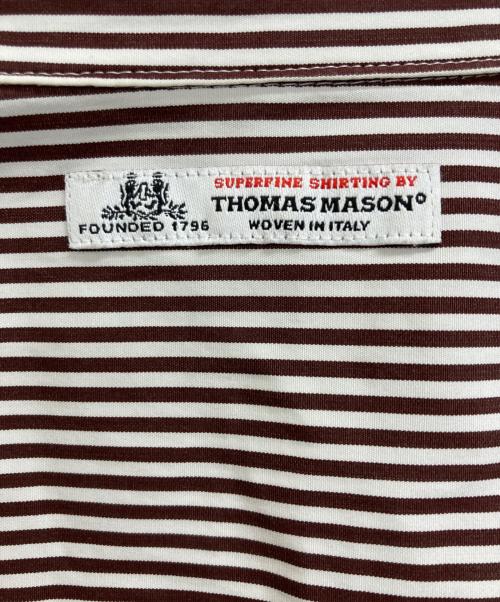 SUPERFINE SHIRTING BY
THOMAS MASON®
FOUNDED 1796
WOVEN IN ITALY